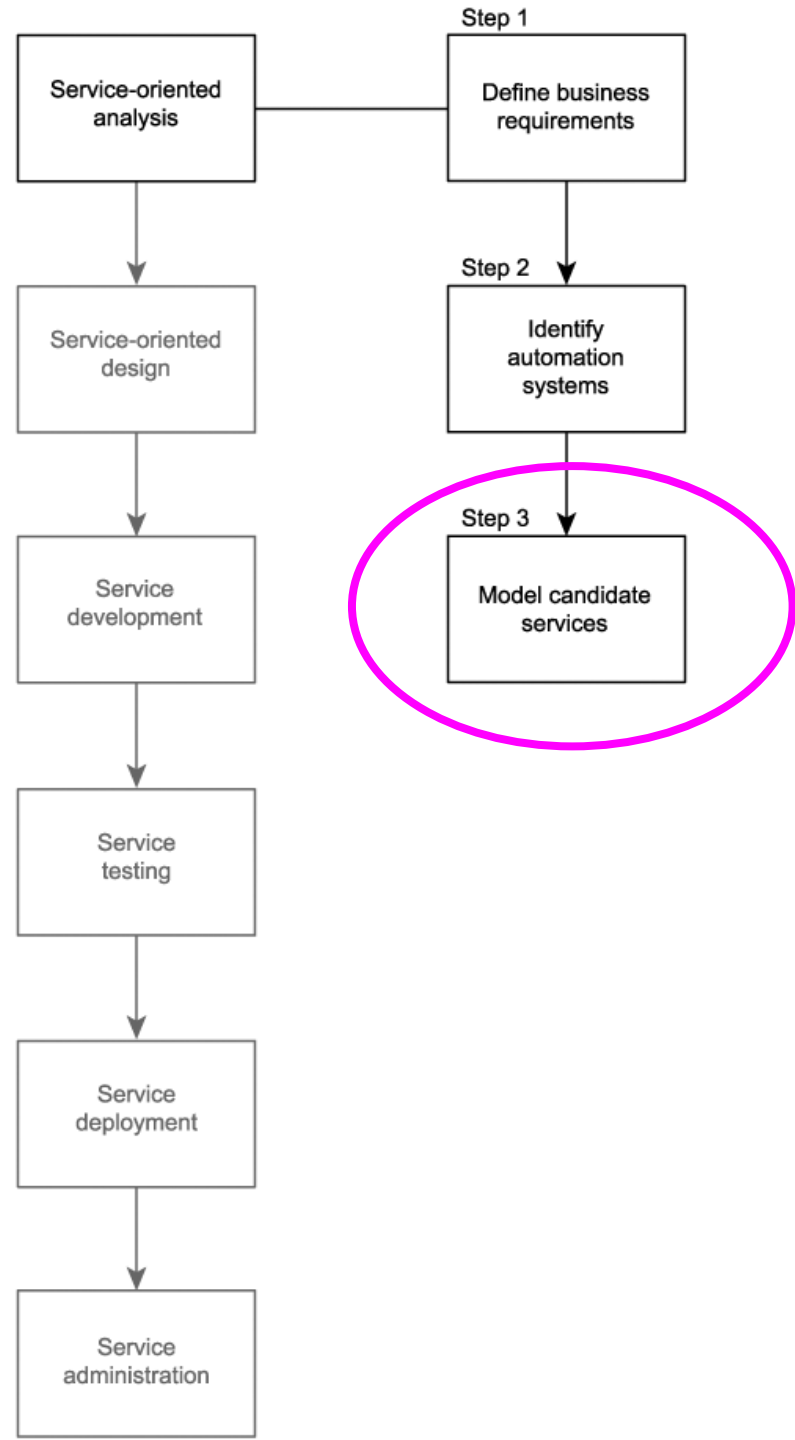 Step 1
Service-oriented
analysis
Define business
requirements
Step 2
Service-oriented
design
Identify
automation
systems
Step 3
Service
development
Model candidate
services
Service
testing
Service
deployment
Service
administration